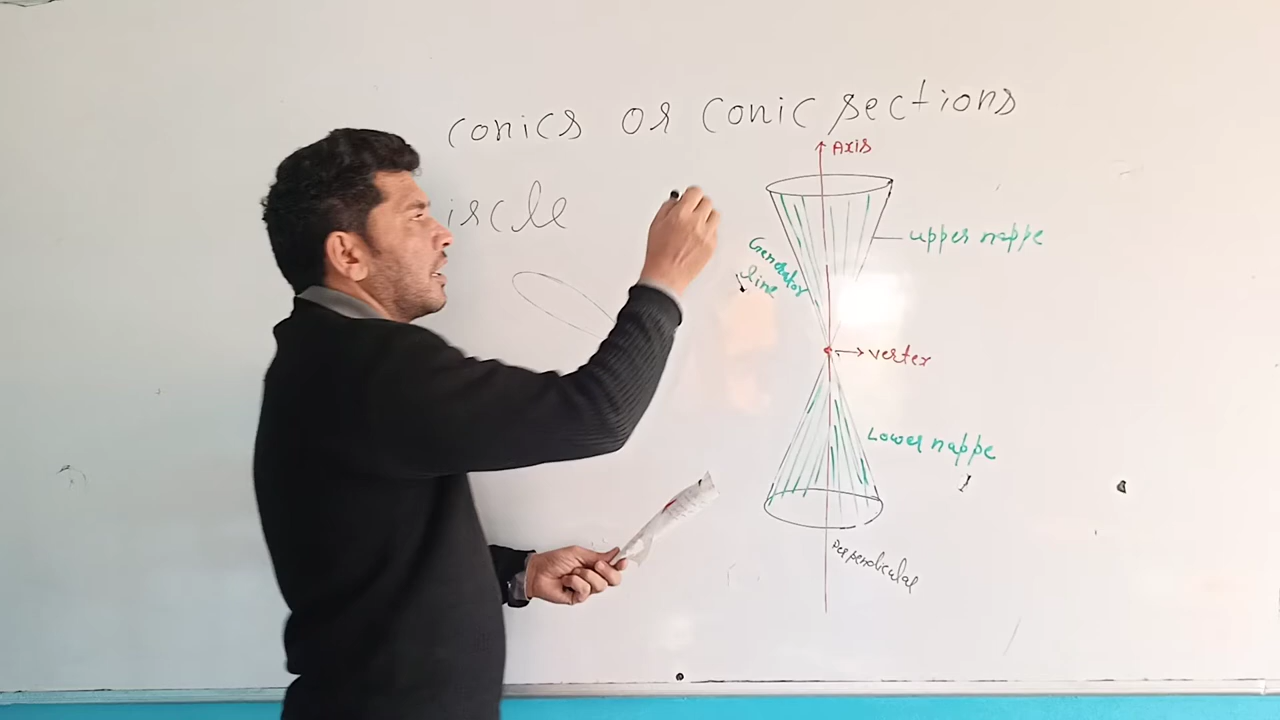 conics or conic sections
Axis
ircle
upper nappe
Generator
line
vertex
Lower nappe
Perpendicular